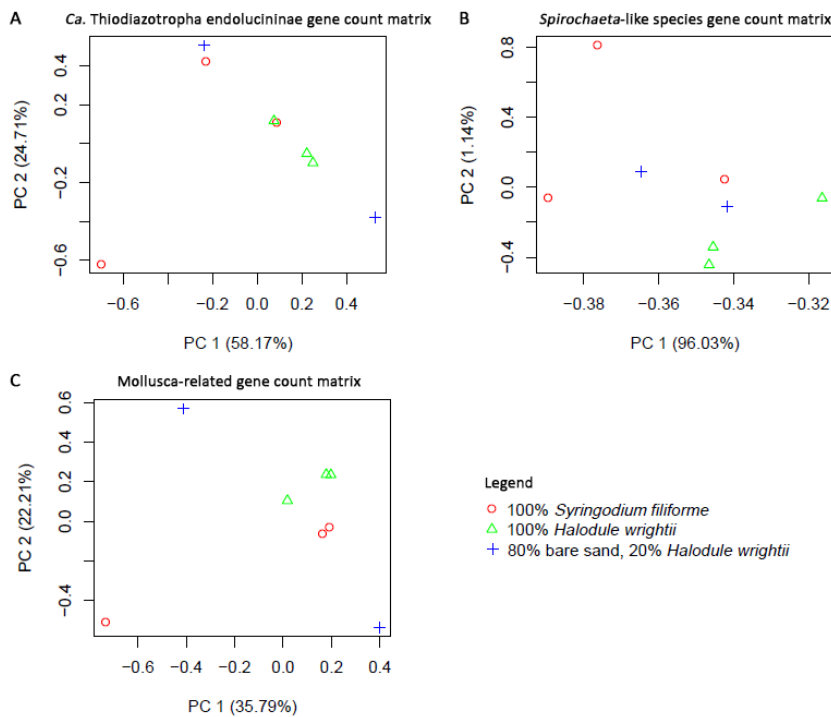 A
Ca. Thiodiazotropha endolucininae gene count matrix
PC 2 (24.71%)
0.4
0.2
−0.2
−0.6
−0.6
−0.2
0.0
0.2
0.4
PC 1 (58.17%)
B
Spirochaeta-like species gene count matrix
PC 2 (1.14%)
0.8
0.4
0.0
−0.4
−0.38
−0.36
−0.34
−0.32
PC 1 (96.03%)
C
Mollusca-related gene count matrix
PC 2 (22.21%)
0.6
0.4
0.2
0.0
−0.4
−0.6
−0.4
−0.2
0.0
0.2
0.4
PC 1 (35.79%)
Legend
100% Syringodium filiforme
100% Halodule wrightii
80% bare sand, 20% Halodule wrightii